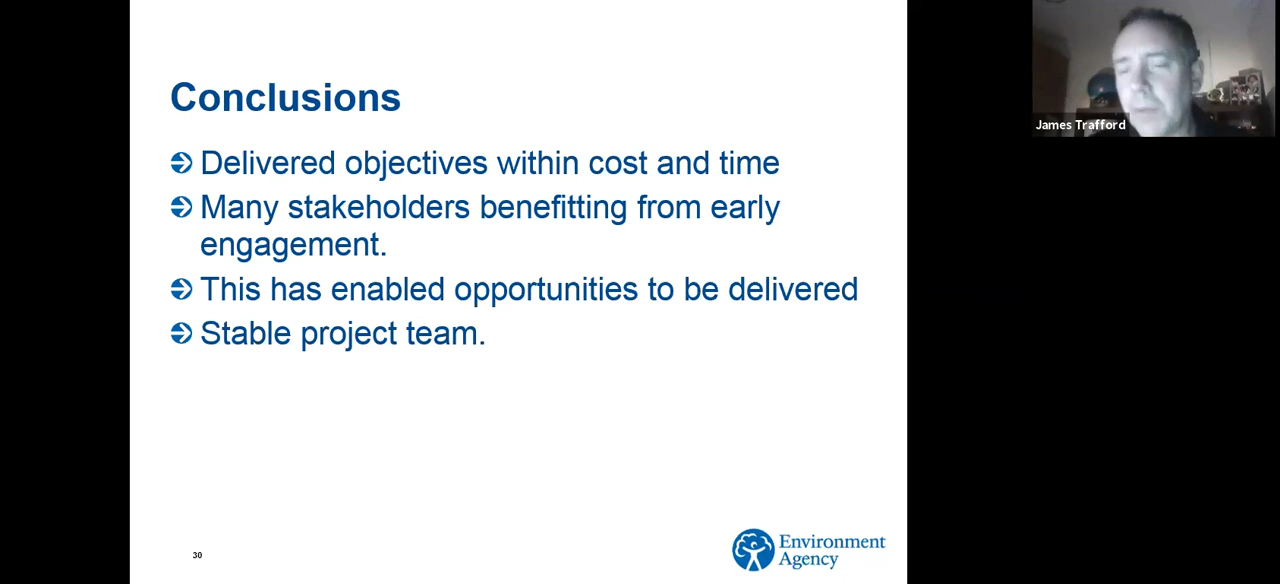 Conclusions
Delivered objectives within cost and time
Many stakeholders benefitting from early
engagement.
This has enabled opportunities to be delivered
Stable project team.
30
Environment
Agency
James Trafford